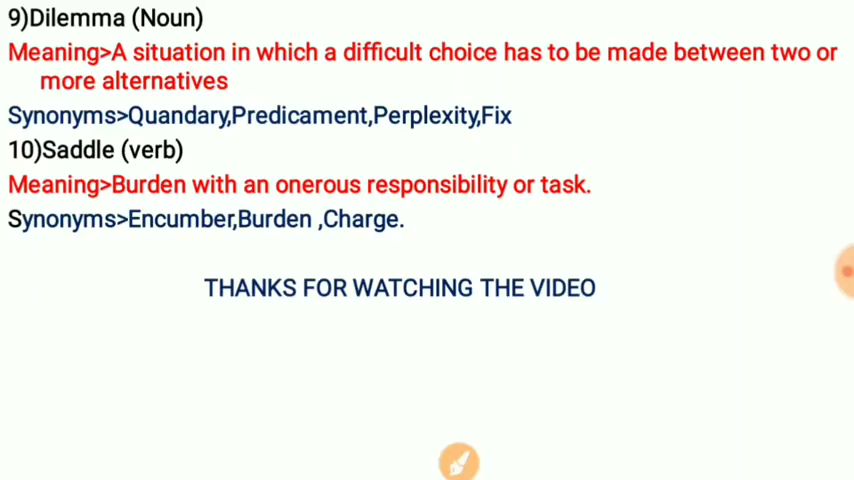 9)Dilemma (Noun)
Meaning>A situation in which a difficult choice has to be made between two or
more alternatives
Synonyms>Quandary,Predicament,Perplexity,Fix
10)Saddle (verb)
Meaning>Burden with an onerous responsibility or task.
Synonyms>Encumber,Burden ,Charge.
THANKS FOR WATCHING THE VIDEO